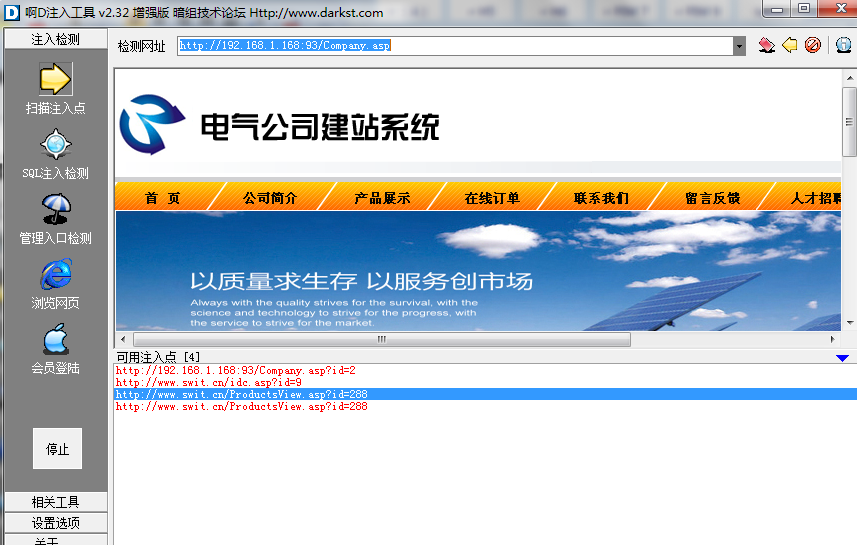 啊D注入工具 v2.32 增强版 暗组技术论坛 Http://www.darkst.com
注入检测
检测网址
http://192.168.1.168:93/Company.asp
扫描注入点
SQL注入检测
管理入口检测
浏览网页
会员登陆
停止
相关工具
设置选项
关于
电气公司建站系统
首 页
公司简介
产品展示
在线订单
联系我们
留言反馈
人才招聘
以质量求生存 以服务创市场
Always with the quality strives for the survival, with the
science and technology to strive for the progress, with
the service to strive for the market.
可用注入点 [4]
http://192.168.1.168:93/Company.asp?id=2
http://www.swit.cn/idc.asp?id=9
http://www.swit.cn/ProductsView.asp?id=288
http://www.swit.cn/ProductsView.asp?id=288